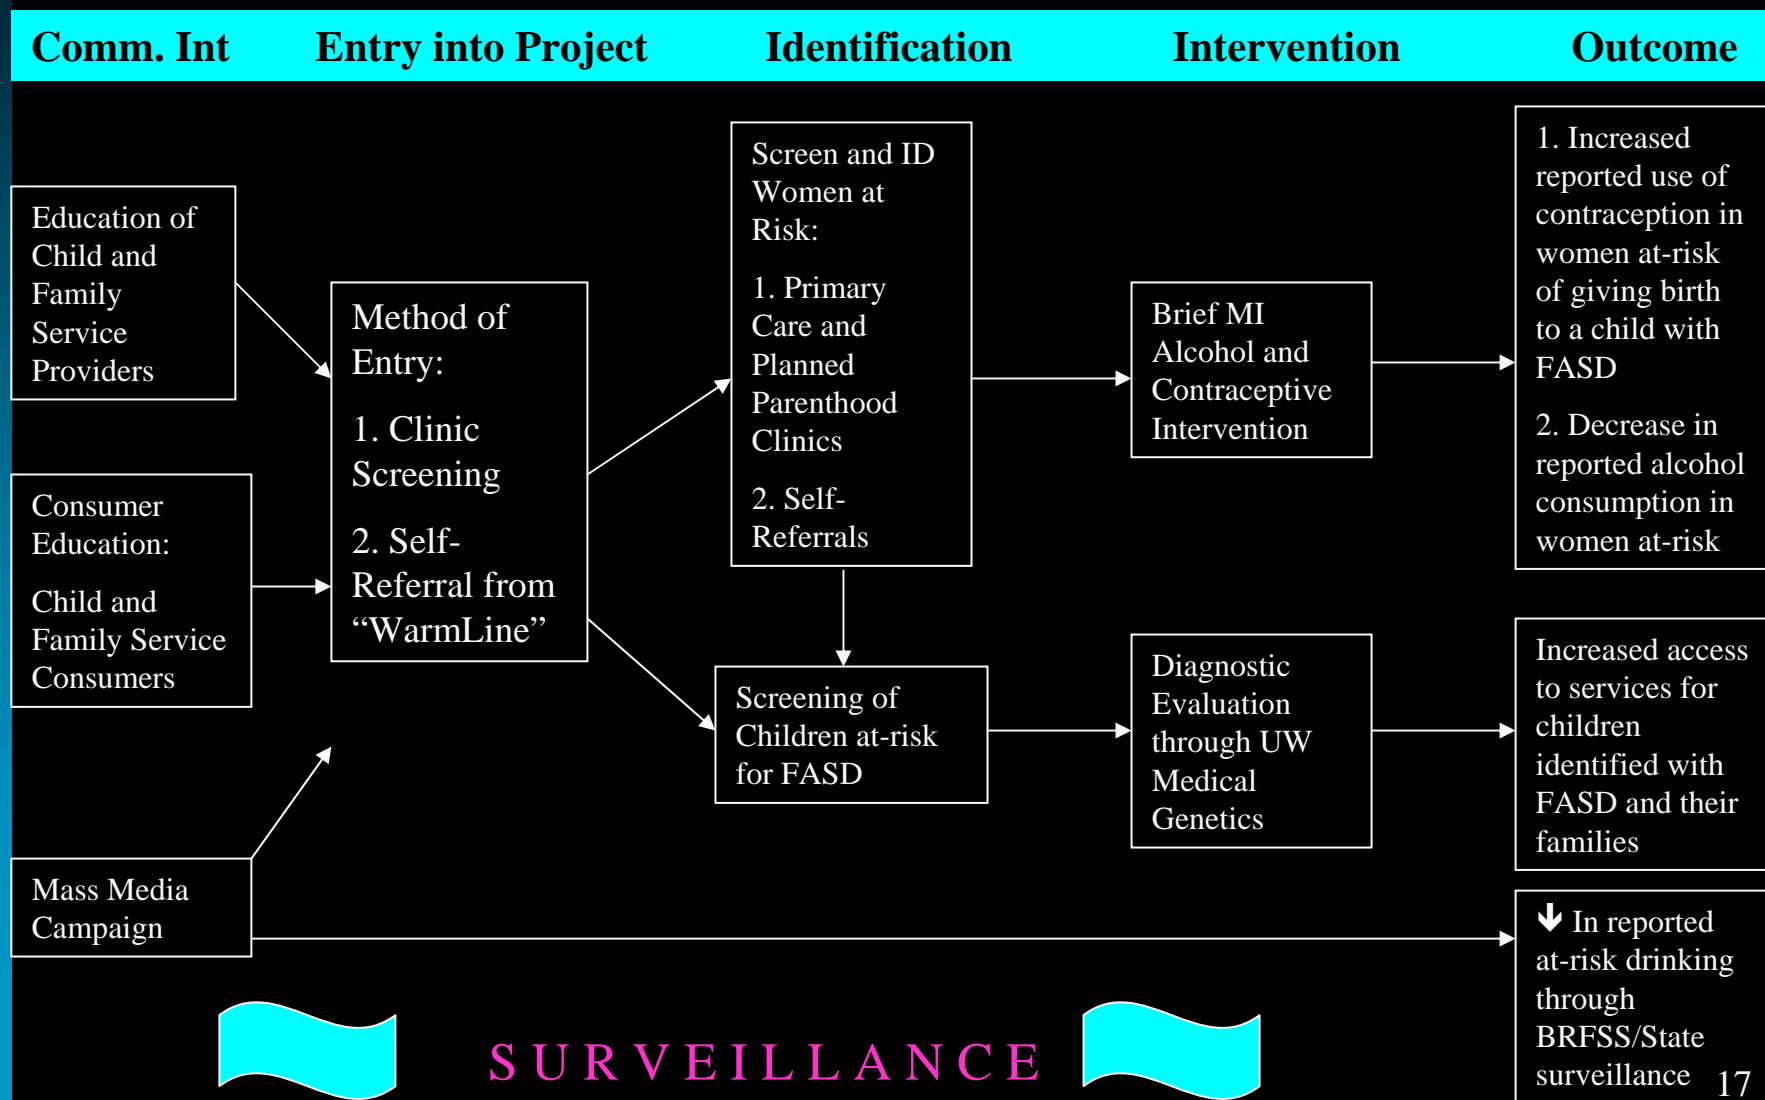 Comm. Int Entry into Project Identification Intervention Outcome
Education of
Child and
Family
Service
Providers
Consumer
Education:
Child and
Family Service
Consumers
Mass Media
Campaign
Method of
Entry:
1. Clinic
Screening
2. Self-
Referral from
“WarmLine”
Screen and ID
Women at
Risk:
1. Primary
Care and
Planned
Parenthood
Clinics
2. Self-
Referrals
Screening of
Children at-risk
for FASD
Brief MI
Alcohol and
Contraceptive
Intervention
Diagnostic
Evaluation
through UW
Medical
Genetics
1. Increased
reported use of
contraception in
women at-risk
of giving birth
to a child with
FASD
2. Decrease in
reported alcohol
consumption in
women at-risk
Increased access
to services for
children
identified with
FASD and their
families
🡻 In reported
at-risk drinking
through
BRFSS/State
surveillance
S U R V E I L L A N C E
17